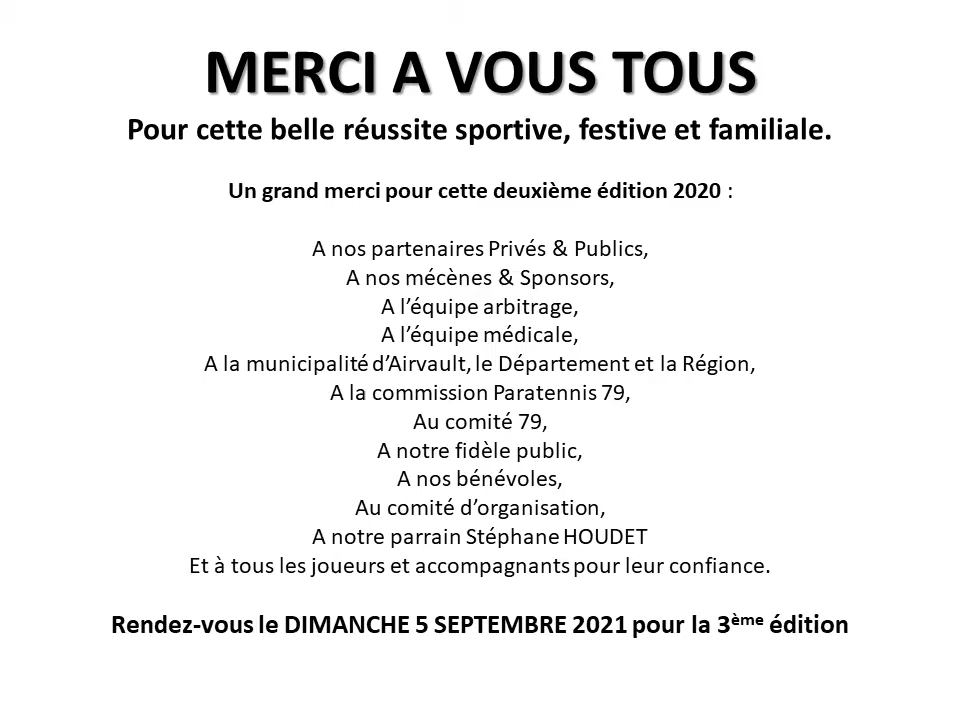 MERCI A VOUS TOUS
Pour cette belle réussite sportive, festive et familiale.
Un grand merci pour cette deuxième édition 2020 :
A nos partenaires Privés & Publics,
A nos mécènes & Sponsors,
A l’équipe arbitrage,
A l’équipe médicale,
A la municipalité d’Airvault, le Département et la Région,
A la commission Paratennis 79,
Au comité 79,
A notre fidèle public,
A nos bénévoles,
Au comité d’organisation,
A notre parrain Stéphane HOUDET
Et à tous les joueurs et accompagnants pour leur confiance.
Rendez-vous le DIMANCHE 5 SEPTEMBRE 2021 pour la 3ème édition